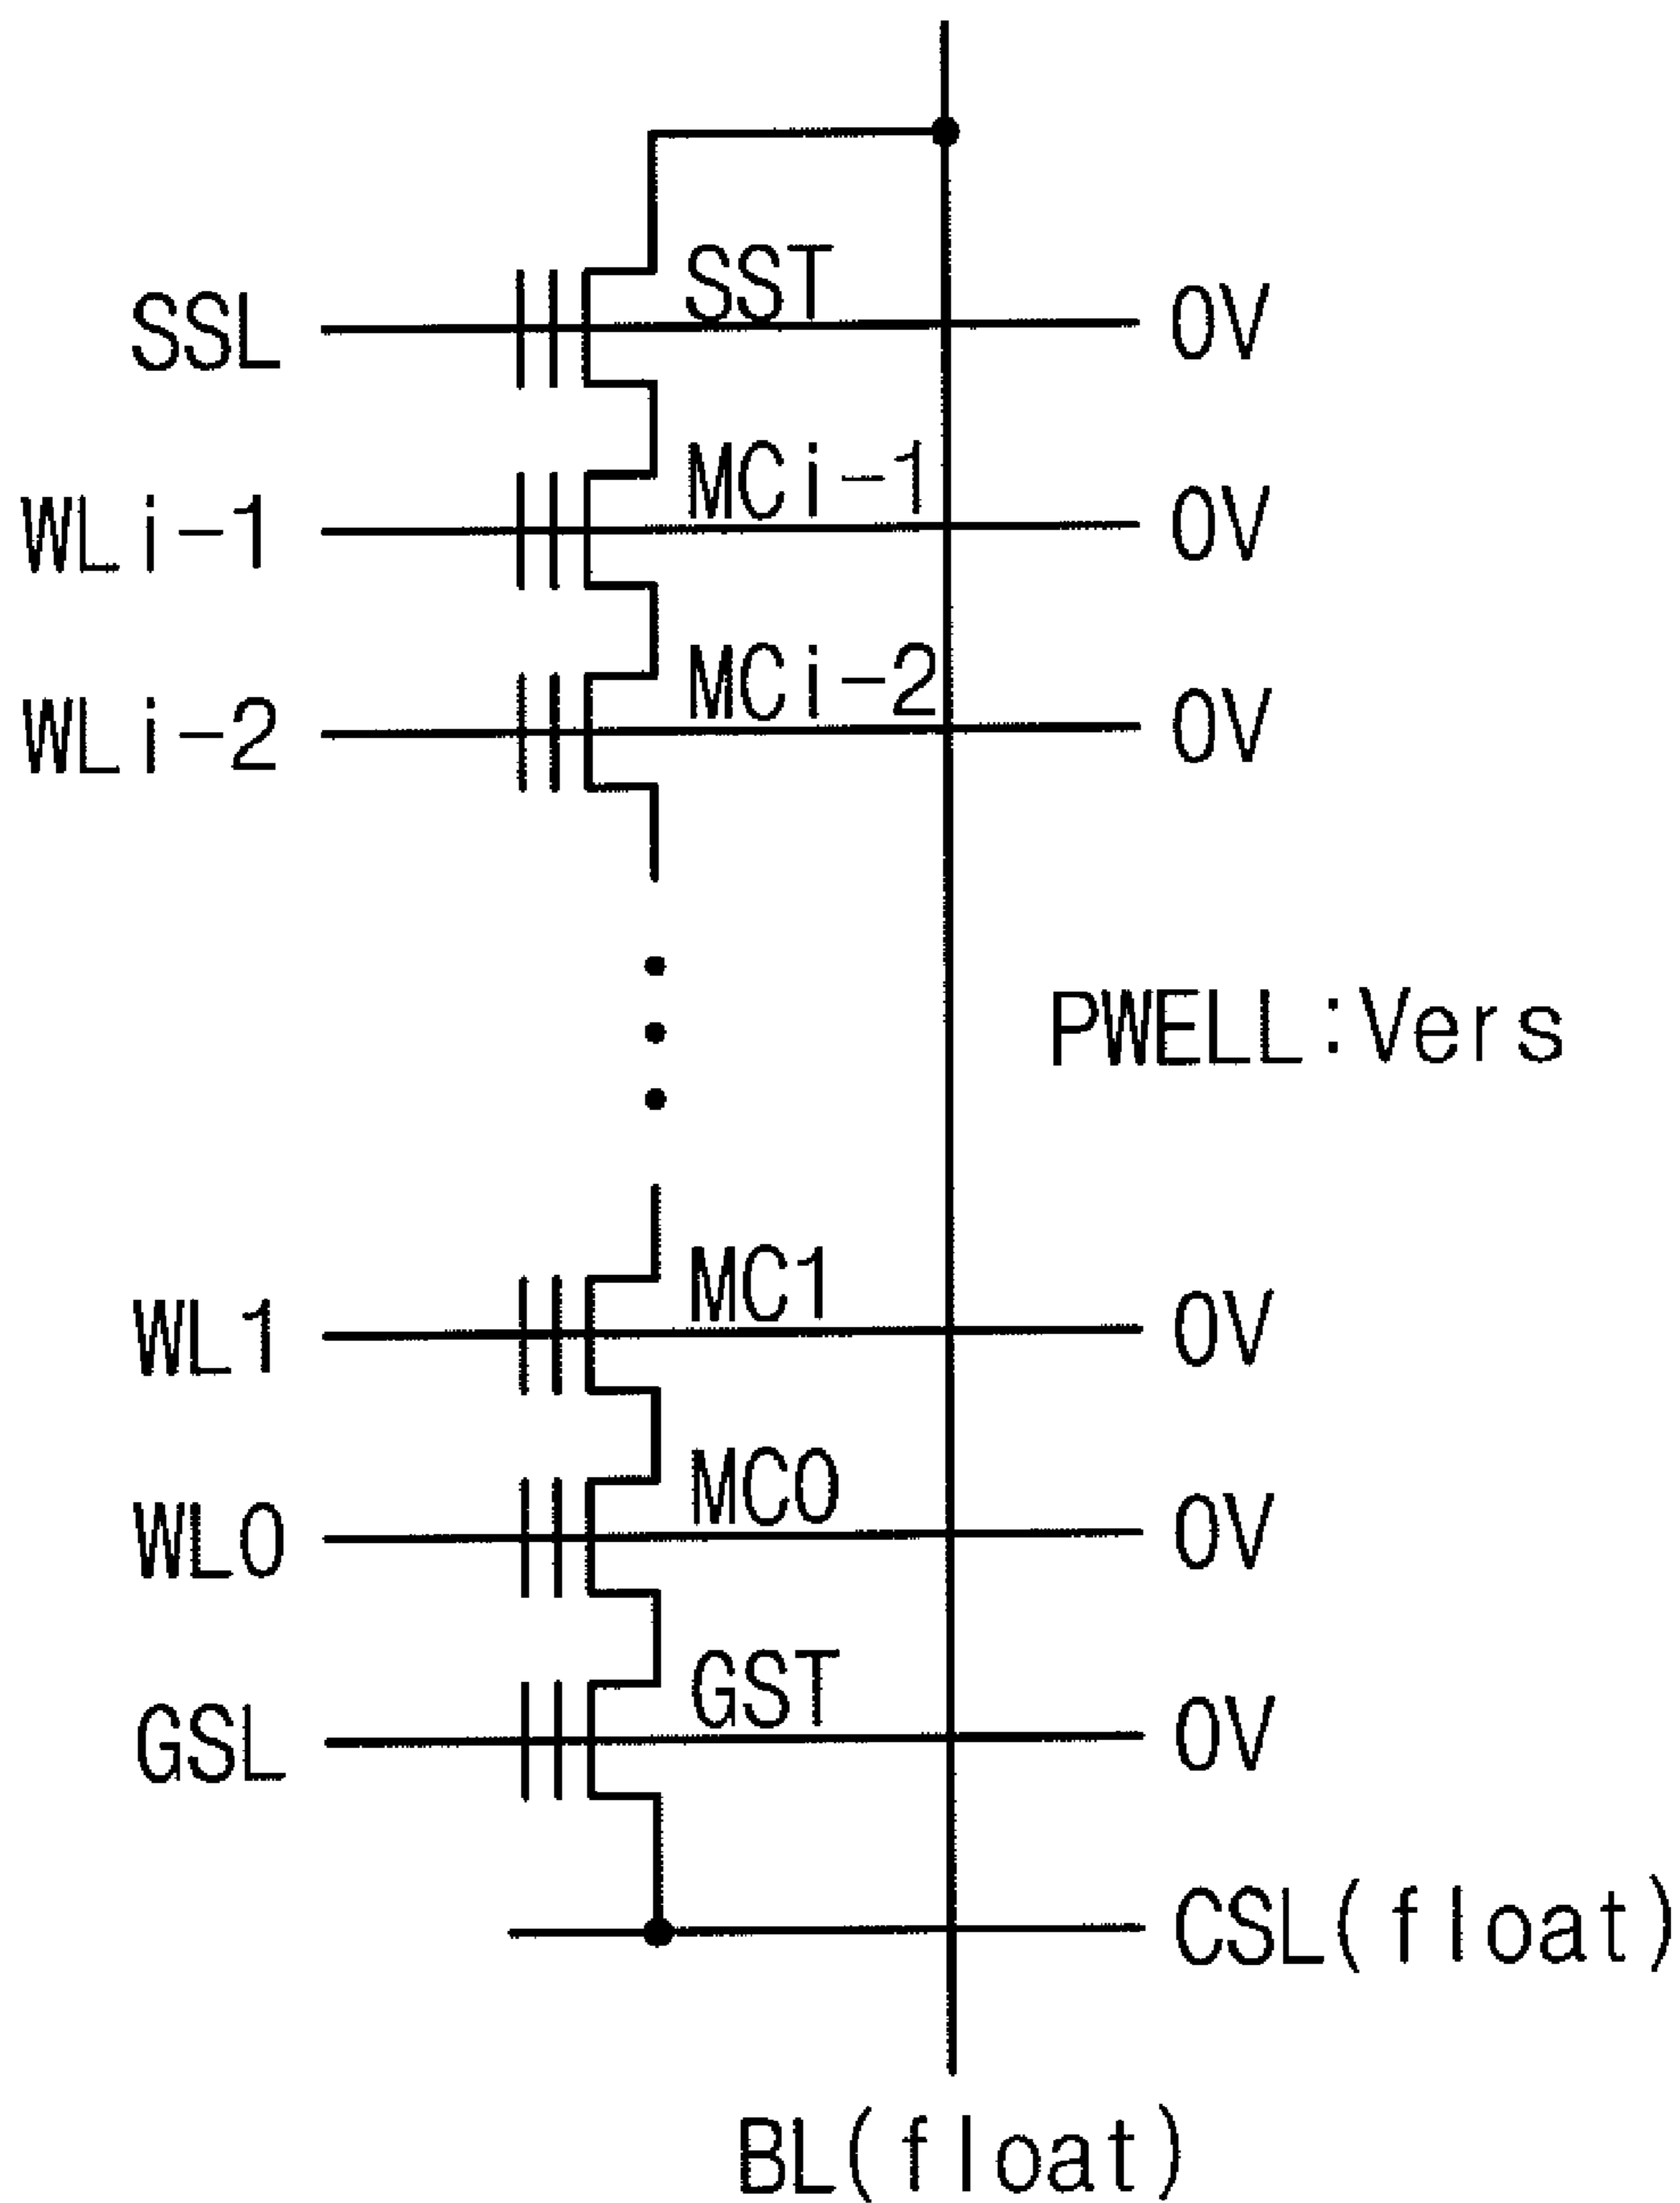 SST
SSL 0V
MCi-1
WLi-1 0V
MCi-2
WLi-2 0V
PWELL:Vers
MC1
WL1 0V
MC0
WL0 0V
GST
GSL 0V
CSL(float)
BL(float)